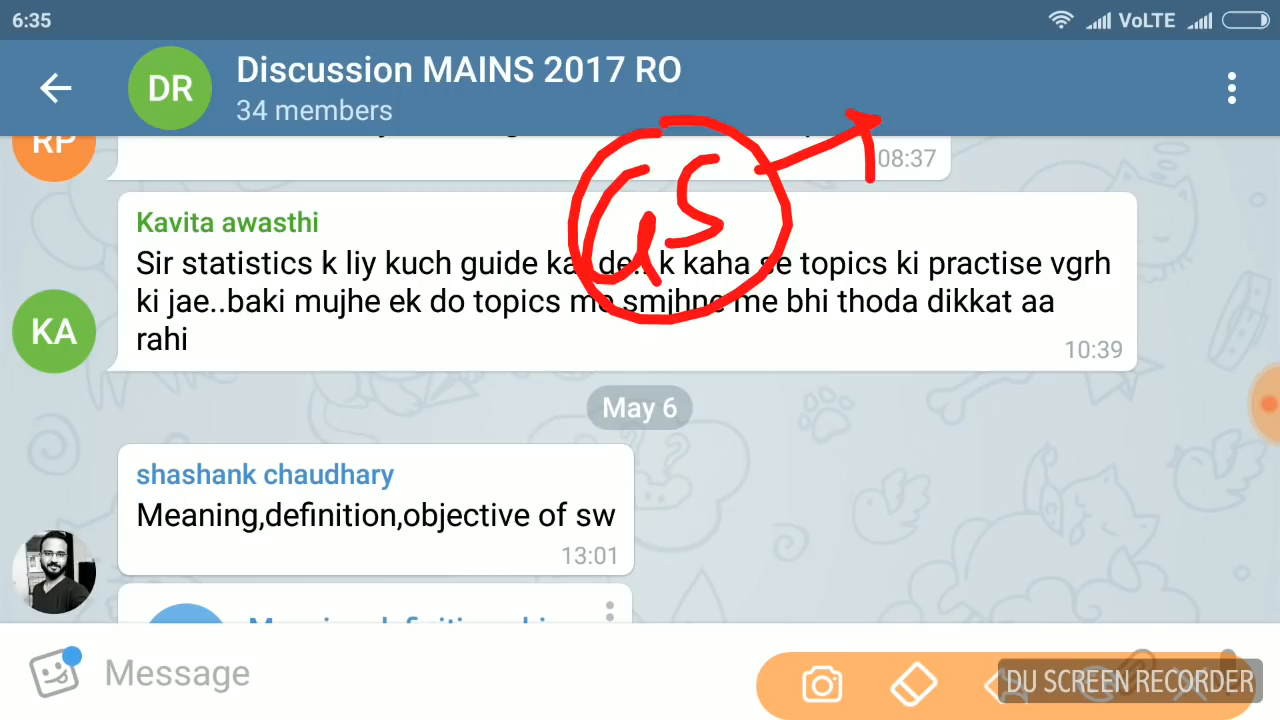 6:35
VoLTE
DR
Discussion MAINS 2017 RO
34 members
RP
08:37
GS
Kavita awasthi
Sir statistics k liy kuch guide k kaha se topics ki practise vgrh
ki jae..baki mujhe ek do topics me smjhne me bhi thoda dikkat aa
rahi
10:39
KA
May 6
shashank chaudhary
Meaning,definition,objective of sw
13:01
Message
DU SCREEN RECORDER